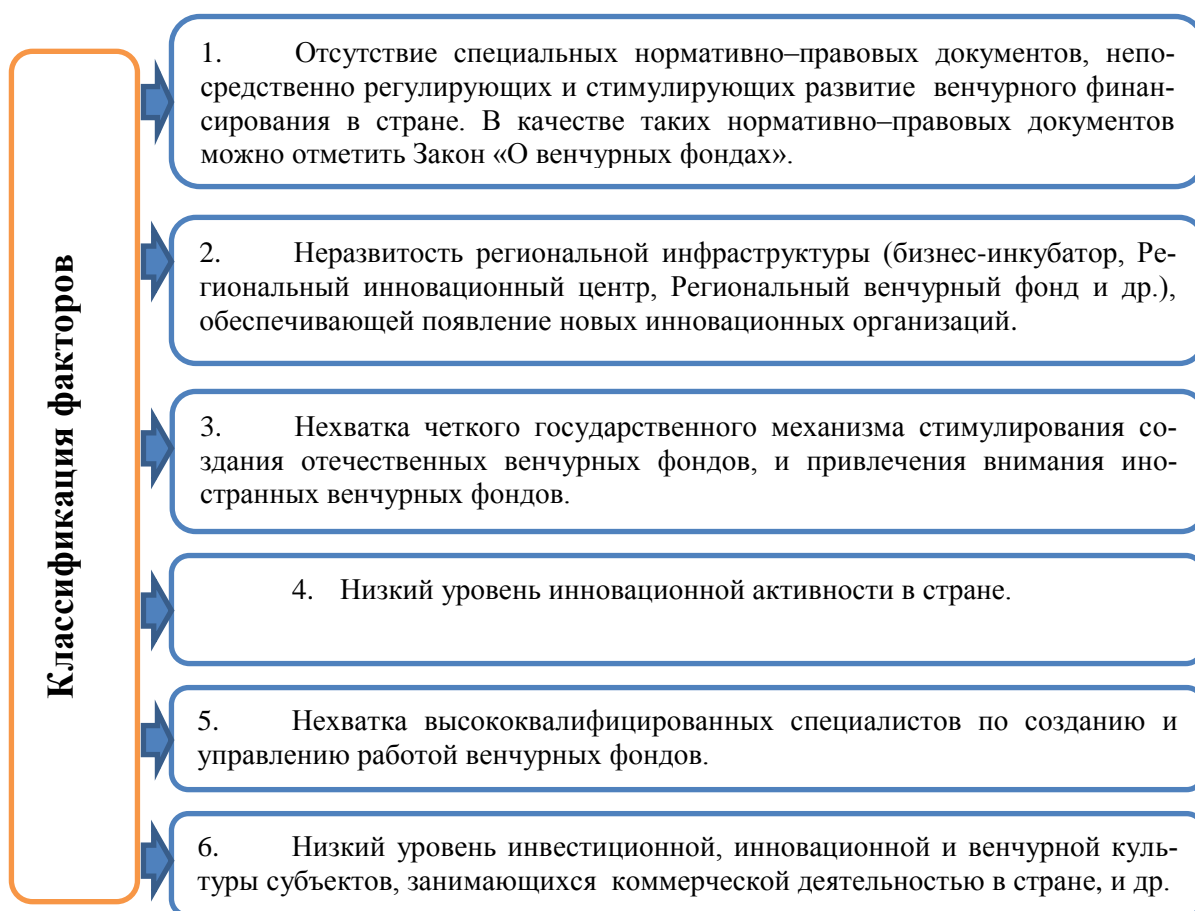 Классификация факторов
1. Отсутствие специальных нормативно–правовых документов, непо-
средственно регулирующих и стимулирующих развитие венчурного финан-
сирования в стране. В качестве таких нормативно–правовых документов
можно отметить Закон «О венчурных фондах».
2. Неразвитость региональной инфраструктуры (бизнес-инкубатор, Ре-
гиональный инновационный центр, Региональный венчурный фонд и др.),
обеспечивающей появление новых инновационных организаций.
3. Нехватка четкого государственного механизма стимулирования со-
здания отечественных венчурных фондов, и привлечения внимания ино-
странных венчурных фондов.
4. Низкий уровень инновационной активности в стране.
5. Нехватка высококвалифицированных специалистов по созданию и
управлению работой венчурных фондов.
6. Низкий уровень инвестиционной, инновационной и венчурной куль-
туры субъектов, занимающихся коммерческой деятельностью в стране, и др.